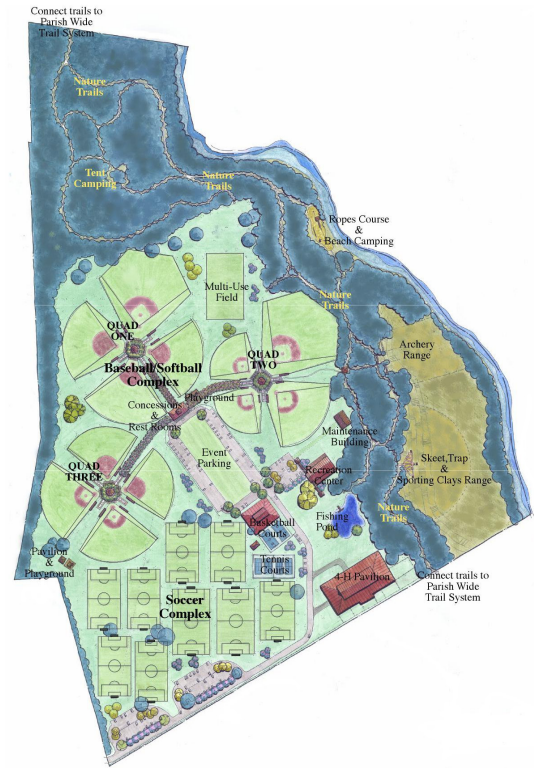 Connect trails to
Parish Wide
Trail System
Nature
Trails
Tent
Camping
Nature
Trails
Ropes Course
&
Beach Camping
Multi-Use
Field
Nature
Trails
QUAD
ONE
Archery
Range
QUAD
TWO
Baseball/Softball
Complex
Playground
Concessions
&
Rest Rooms
Maintenance
Building
Event
Parking
Skeet,Trap
&
Sporting Clays Range
QUAD
THREE
Recreation
Center
Nature
Trails
Fishing
Pond
Basketball
Courts
Pavilion
&
Playground
Tennis
Courts
4-H Pavilion
Connect trails to
Parish Wide
Trail System
Soccer
Complex